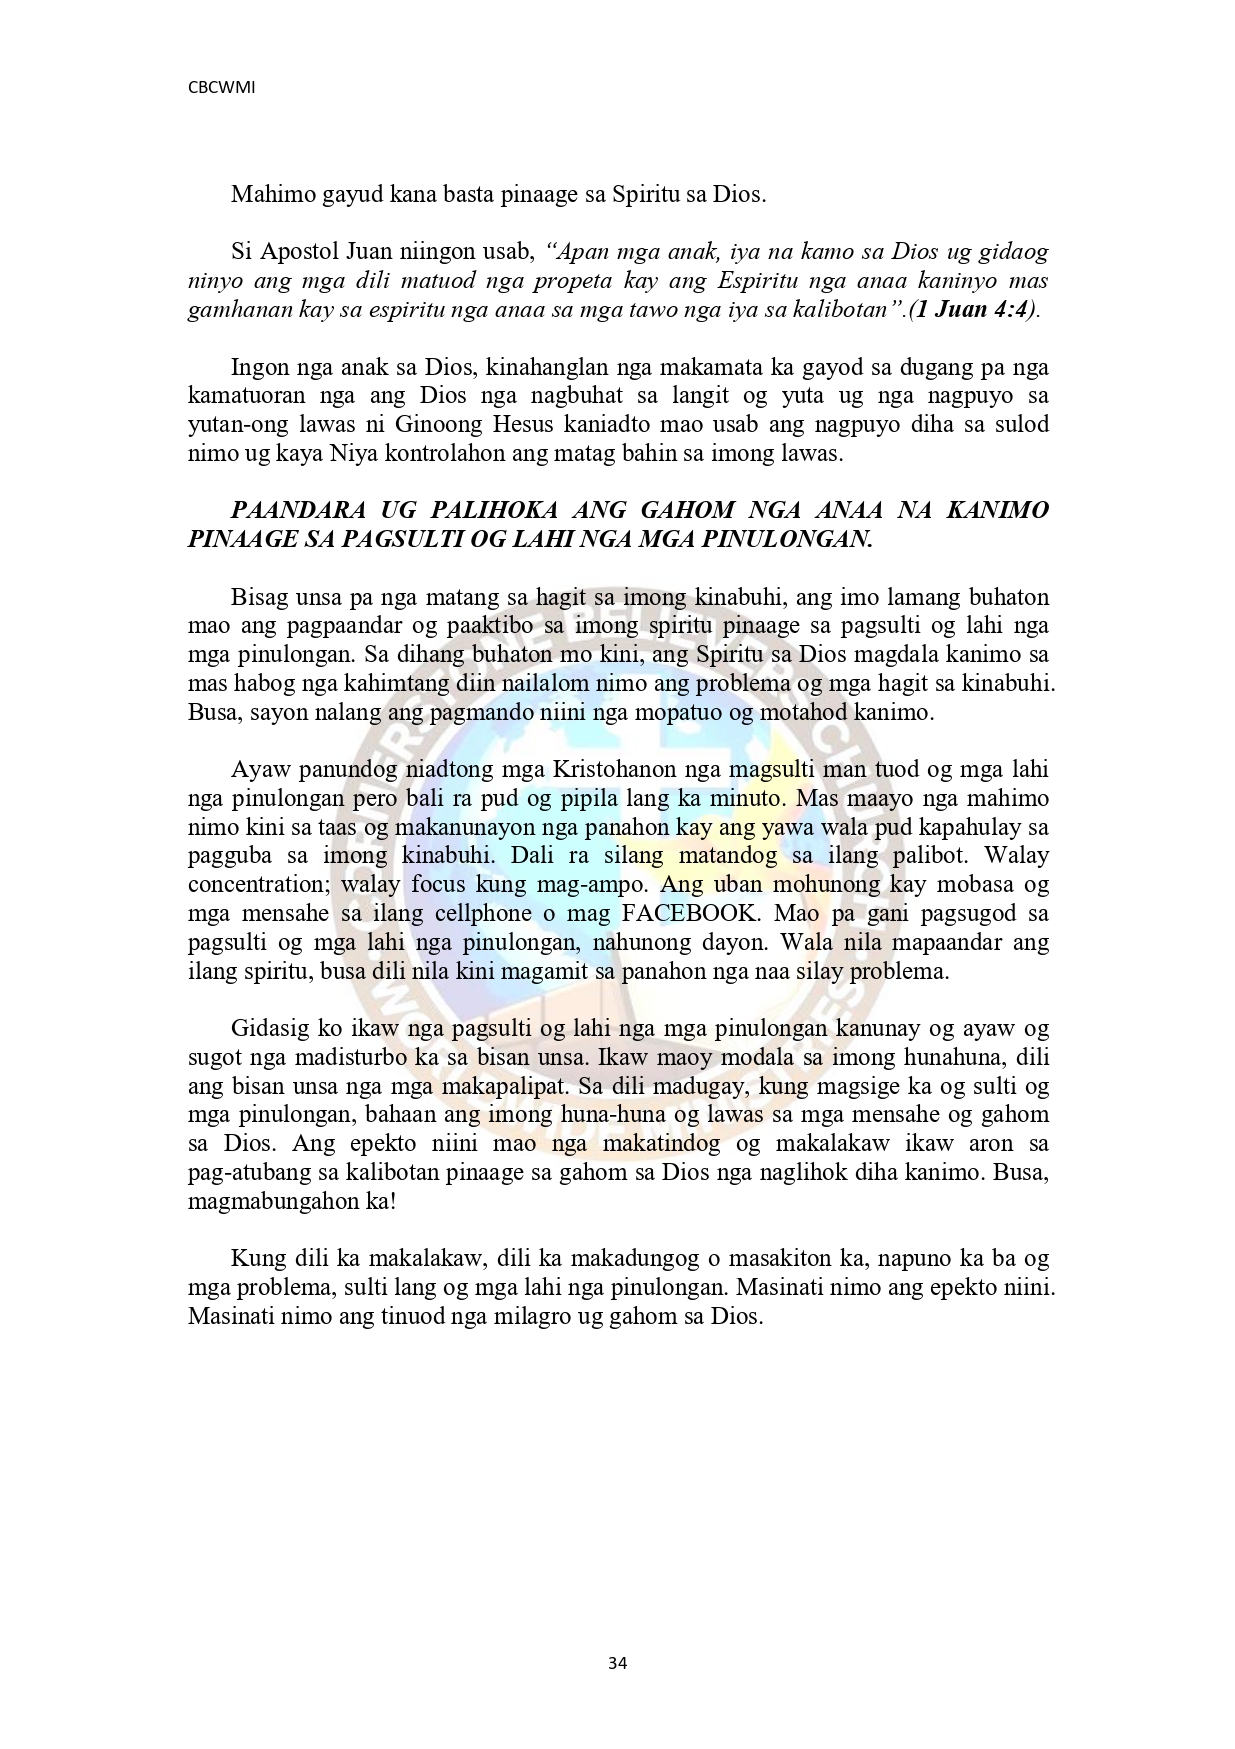 CBCWMI
Mahimo gayud kana basta pinaage sa Spiritu sa Dios.
Si Apostol Juan niingon usab, “Apan mga anak, iya na kamo sa Dios ug gidaog
ninyo ang mga dili matuod nga propeta kay ang Espiritu nga anaa kaninyo mas
gamhanan kay sa espiritu nga anaa sa mga tawo nga iya sa kalibotan”.(1 Juan 4:4).
Ingon nga anak sa Dios, kinahanglan nga makamata ka gayod sa dugang pa nga
kamatuoran nga ang Dios nga nagbuhat sa langit og yuta ug nga nagpuyo sa
yutan-ong lawas ni Ginoong Hesus kaniadto mao usab ang nagpuyo diha sa sulod
nimo ug kaya Niya kontrolahon ang matag bahin sa imong lawas.
PAANDARA UG PALIHOKA ANG GAHOM NGA ANAA NA KANIMO
PINAAGE SA PAGSULTI OG LAHI NGA MGA PINULONGAN.
Bisag unsa pa nga matang sa hagit sa imong kinabuhi, ang imo lamang buhaton
mao ang pagpaandar og paaktibo sa imong spiritu pinaage sa pagsulti og lahi nga
mga pinulongan. Sa dihang buhaton mo kini, ang Spiritu sa Dios magdala kanimo sa
mas habog nga kahimtang diin nailalom nimo ang problema og mga hagit sa kinabuhi.
Busa, sayon nalang ang pagmando niini nga mopatuo og motahod kanimo.
Ayaw panundog niadtong mga Kristohanon nga magsulti man tuod og mga lahi
nga pinulongan pero bali ra pud og pipila lang ka minuto. Mas maayo nga mahimo
nimo kini sa taas og makanunayon nga panahon kay ang yawa wala pud kapahulay sa
pagguba sa imong kinabuhi. Dali ra silang matandog sa ilang palibot. Walay
concentration; walay focus kung mag-ampo. Ang uban mohunong kay mobasa og
mga mensahe sa ilang cellphone o mag FACEBOOK. Mao pa gani pagsugod sa
pagsulti og mga lahi nga pinulongan, nahunong dayon. Wala nila mapaandar ang
ilang spiritu, busa dili nila kini magamit sa panahon nga naa silay problema.
Gidasig ko ikaw nga pagsulti og lahi nga mga pinulongan kanunay og ayaw og
sugot nga madisturbo ka sa bisan unsa. Ikaw maoy modala sa imong hunahuna, dili
ang bisan unsa nga mga makapalipat. Sa dili madugay, kung magsige ka og sulti og
mga pinulongan, bahaan ang imong huna-huna og lawas sa mga mensahe og gahom
sa Dios. Ang epekto niini mao nga makatindog og makalakaw ikaw aron sa
pag-atubang sa kalibotan pinaage sa gahom sa Dios nga naglihok diha kanimo. Busa,
magmabungahon ka!
Kung dili ka makalakaw, dili ka makadungog o masakiton ka, napuno ka ba og
mga problema, sulti lang og mga lahi nga pinulongan. Masinati nimo ang epekto niini.
Masinati nimo ang tinuod nga milagro ug gahom sa Dios.
CORNERSTONE BELIEVERS CHURCH
WORLDWIDE MINISTRIES
34